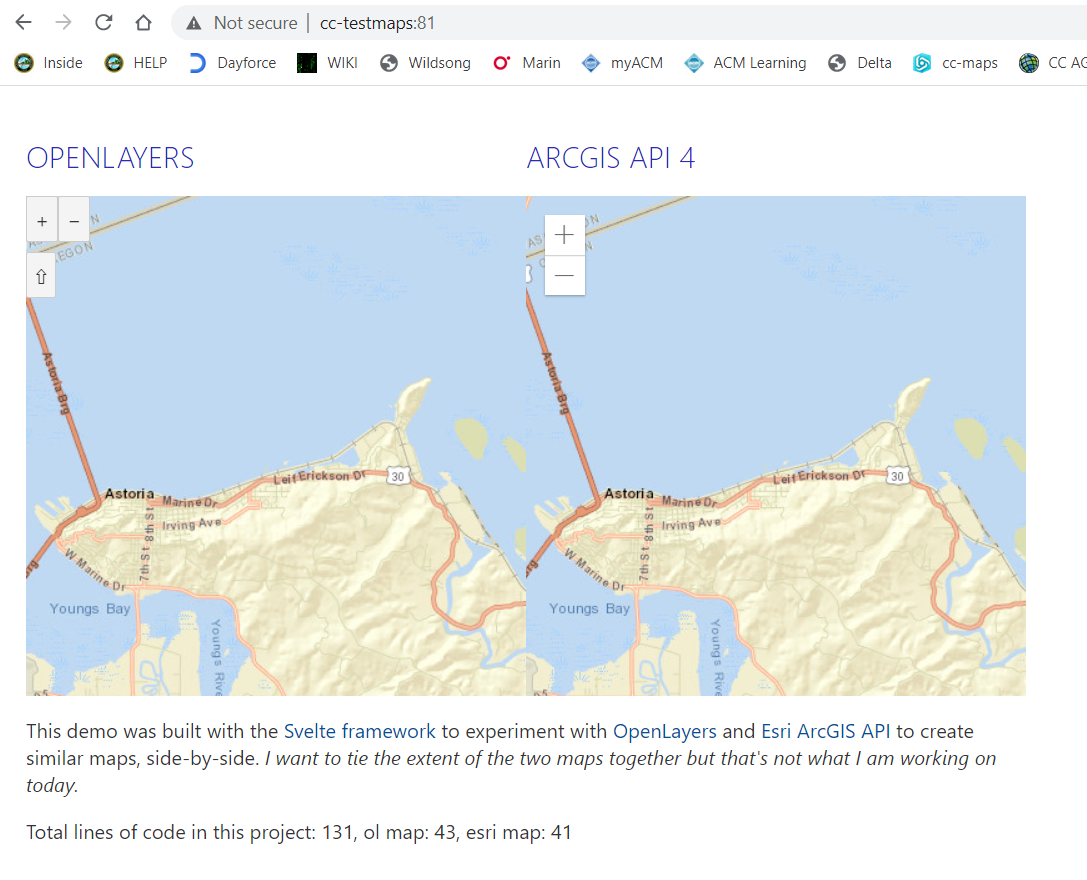 Not secure | cc-testmaps:81
Inside HELP Dayforce WIKI Wildsong Marin myACM ACM Learning Delta cc-maps CC AG
OPENLAYERS
ARCGIS API 4
+ −
EGON
⇧
Astoria Brg
Astoria
Marine Dr
Leif Erickson Dr
30
Irving Ave
7th St
8th St
W Marine Dr
Youngs Bay
Youngs Rive
+
−
Astoria Brg
Astoria
Marine Dr
Leif Erickson Dr
30
Irving Ave
7th St
8th St
W Marine Dr
Youngs Bay
Youngs Rive
This demo was built with the Svelte framework to experiment with OpenLayers and Esri ArcGIS API to create
similar maps, side-by-side. I want to tie the extent of the two maps together but that's not what I am working on
today.
Total lines of code in this project: 131, ol map: 43, esri map: 41